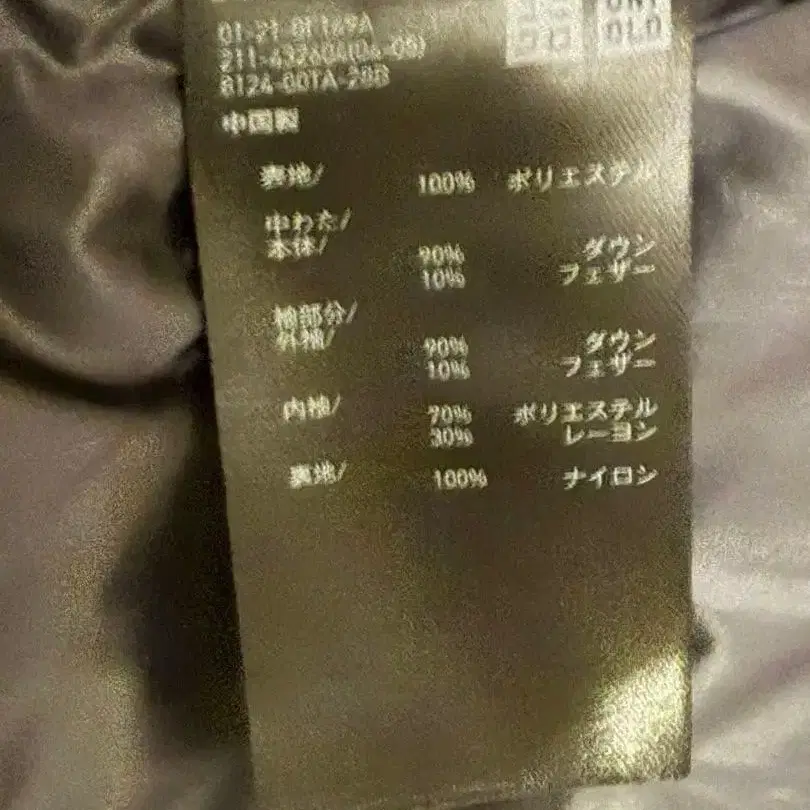 中国製
表地/ 100% ポリエステル
中わた/
本体/ 90% ダウン
10% フェザー
袖部分/
外袖/ 90% ダウン
10% フェザー
内袖/ 70% ポリエステル
30% レーヨン
裏地/ 100% ナイロン